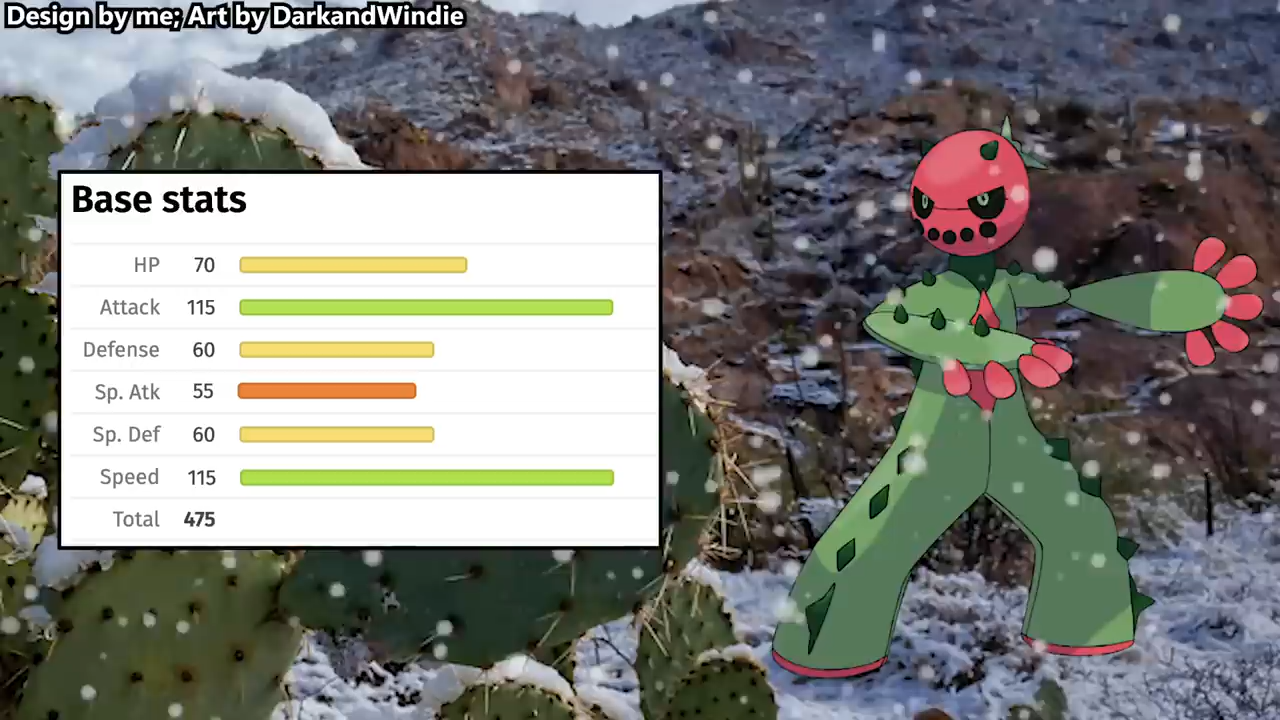 Design by me; Art by DarkandWindie
Base stats
HP 70
Attack 115
Defense 60
Sp. Atk 55
Sp. Def 60
Speed 115
Total 475